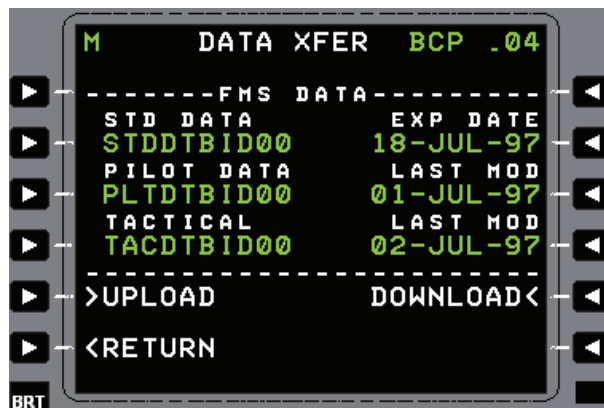 M DATA XFER BCP .04
-------FMS DATA----------
STD DATA EXP DATE
STDDTBID00 18-JUL-97
PILOT DATA LAST MOD
PLTDTBID00 01-JUL-97
TACTICAL LAST MOD
TACDTBID00 02-JUL-97
------------------------
>UPLOAD DOWNLOAD<
<RETURN
BRT